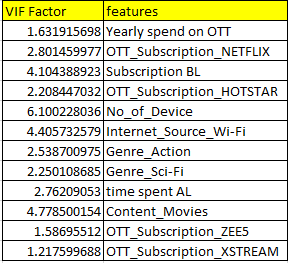 VIF Factor features
1.631915698 Yearly spend on OTT
2.801459977 OTT_Subscription_NETFLIX
4.104388923 Subscription BL
2.208447032 OTT_Subscription_HOTSTAR
6.100228036 No_of_Device
4.405732579 Internet_Source_Wi-Fi
2.538700975 Genre_Action
2.250108685 Genre_Sci-Fi
2.76209053 time spent AL
4.778500154 Content_Movies
1.58695512 OTT_Subscription_ZEE5
1.217599688 OTT_Subscription_XSTREAM